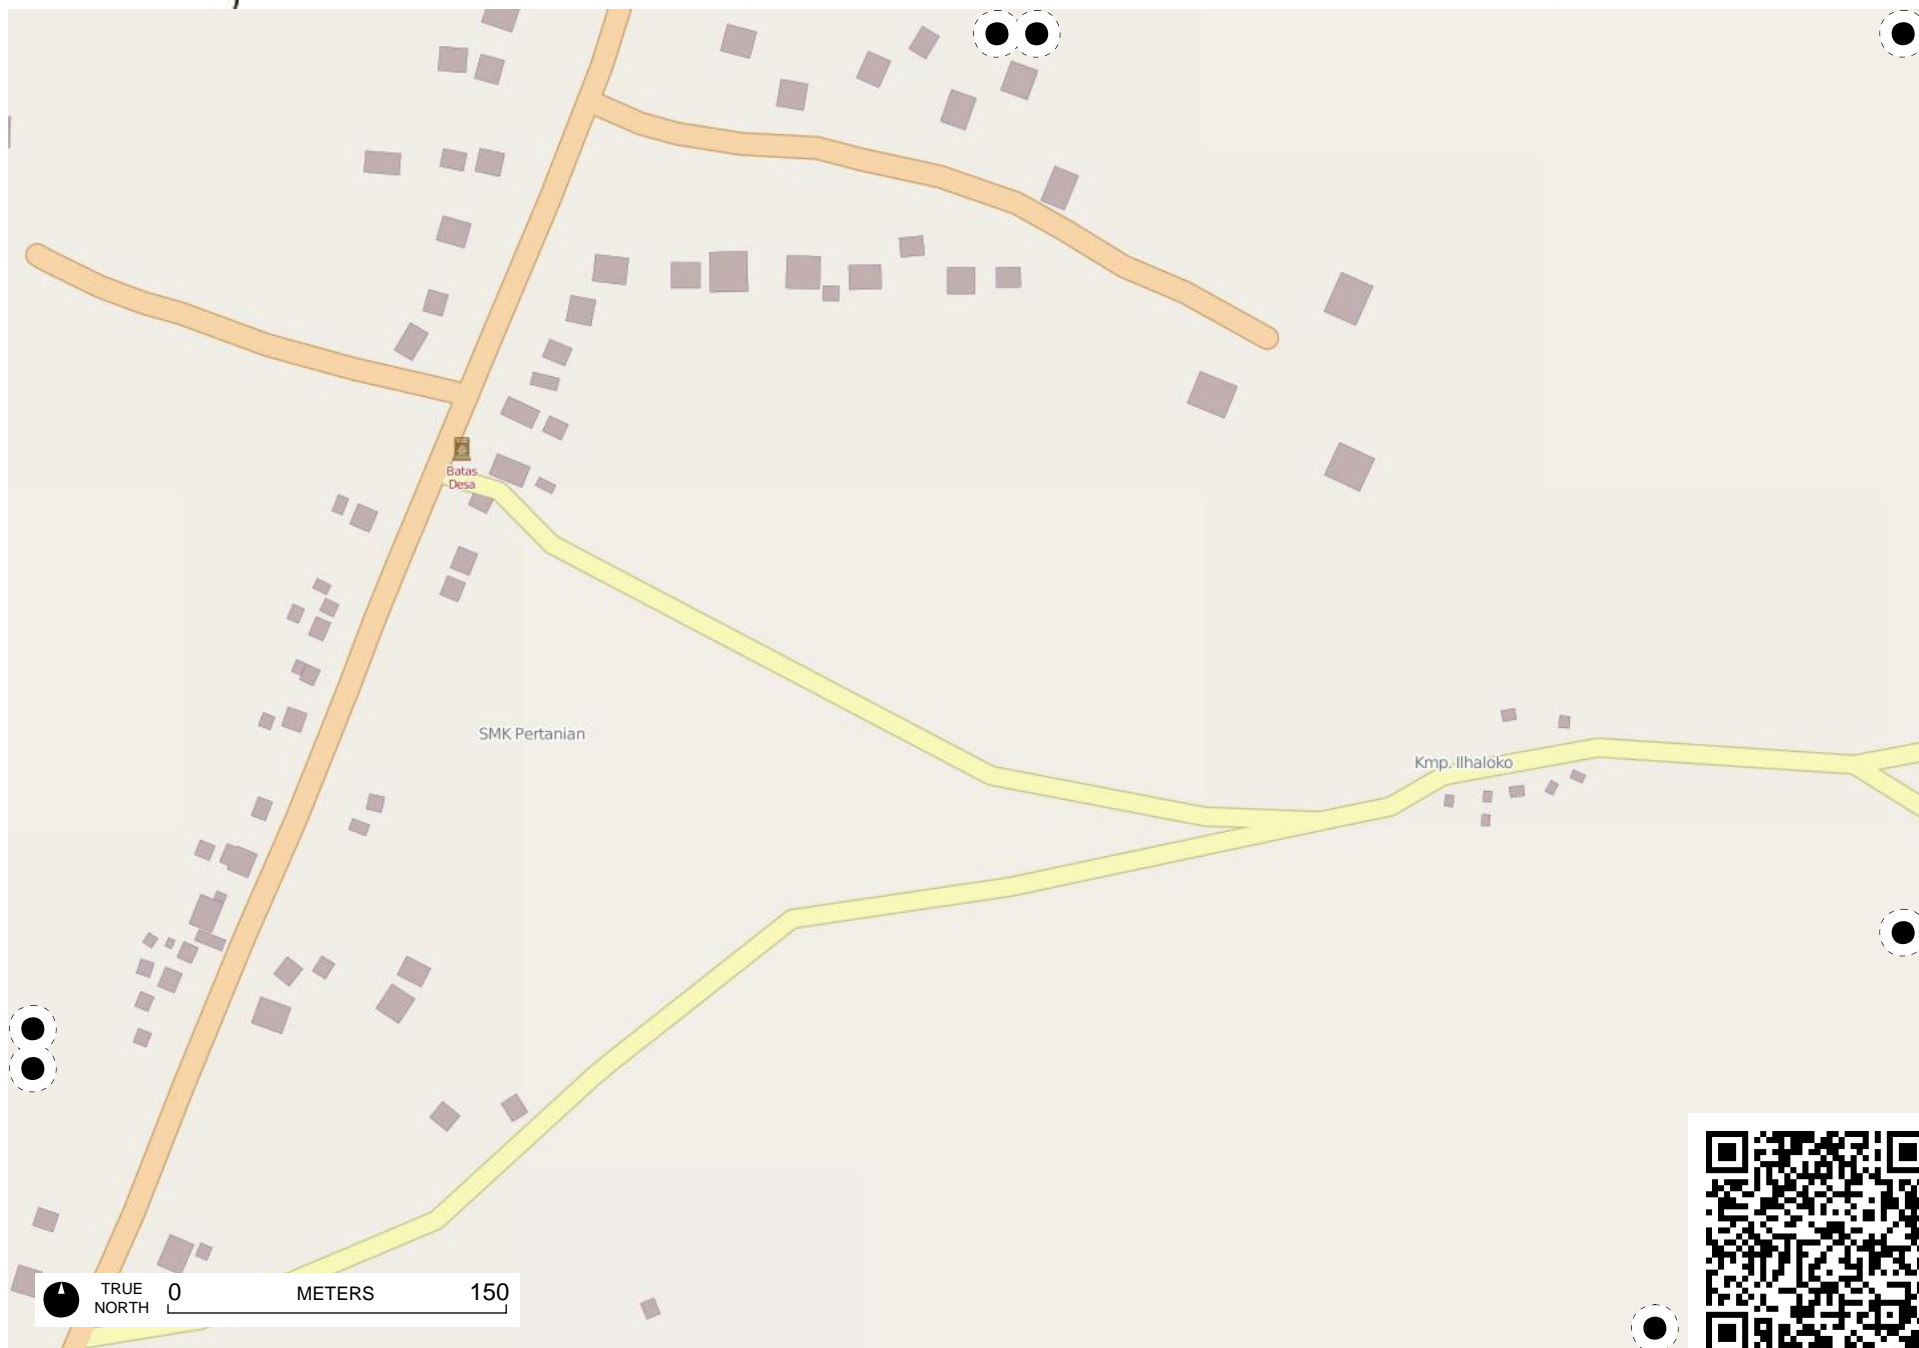 Batas
Desa
SMK Pertanian
Kmp. Ilhaloko
TRUE
NORTH
0 METERS 150